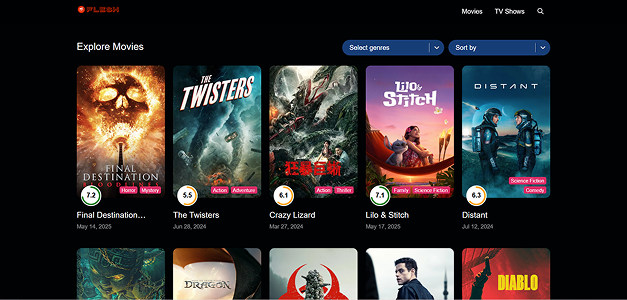 FLECH
Movies
TV Shows
Explore Movies
Select genres
Sort by
FINAL
DESTINATION
THE
TWISTERS
狂暴巨蜥
Lilo &
Stitch
DISTANT
7.2
Horror
Mystery
5.5
Action
Adventure
6.1
Action
Thriller
7.1
Family
Science Fiction
6.3
Science Fiction
Comedy
Final Destination…
The Twisters
Crazy Lizard
Lilo & Stitch
Distant
May 14, 2025
Jun 28, 2024
Mar 27, 2024
May 17, 2025
Jul 12, 2024
DRAGON
DIABLO